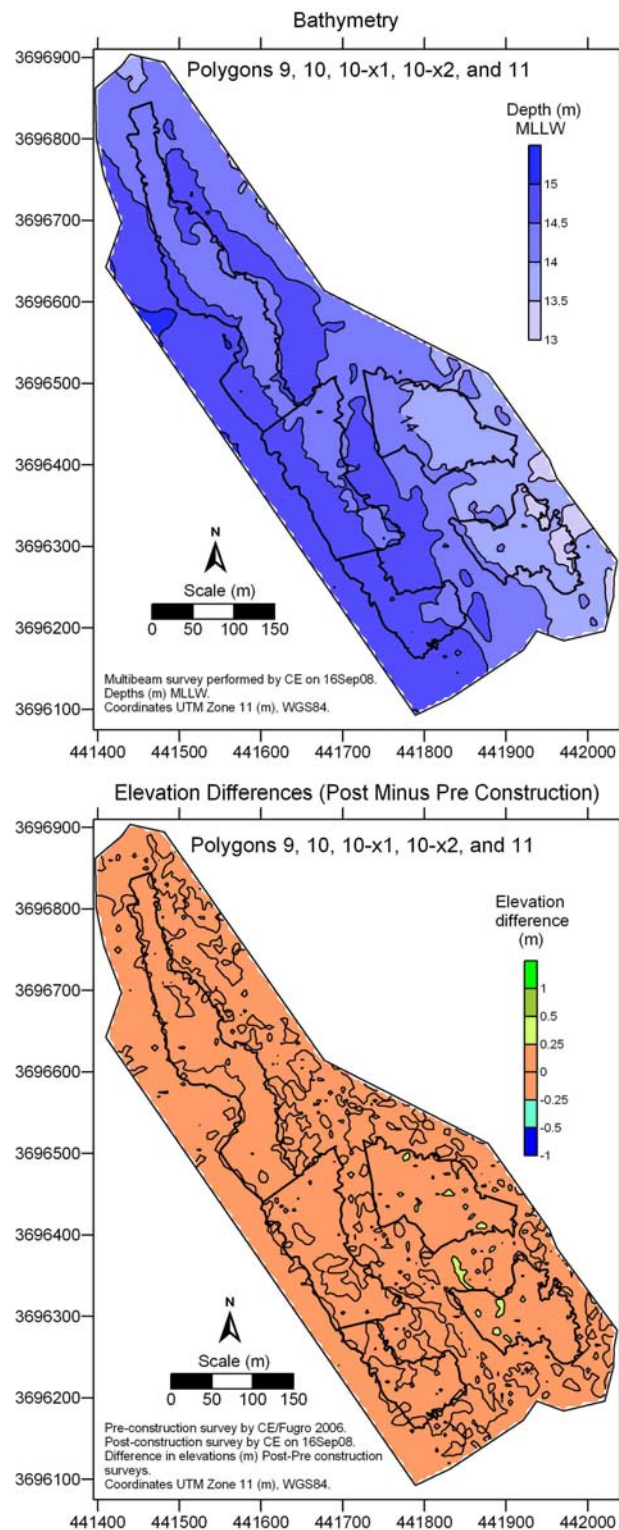 Bathymetry
Polygons 9, 10, 10-x1, 10-x2, and 11
Depth (m)
MLLW
15
14.5
14
13.5
13
3696900
3696800
3696700
3696600
3696500
3696400
3696300
3696200
3696100
N
Scale (m)
0 50 100 150
Multibeam survey performed by CE on 16Sep08.
Depths (m) MLLW.
Coordinates UTM Zone 11 (m), WGS84.
441400 441500 441600 441700 441800 441900 442000
Elevation Differences (Post Minus Pre Construction)
Polygons 9, 10, 10-x1, 10-x2, and 11
Elevation
difference
(m)
1
0.5
0.25
0
-0.25
-0.5
-1
3696900
3696800
3696700
3696600
3696500
3696400
3696300
3696200
3696100
N
Scale (m)
0 50 100 150
Pre-construction survey by CE/Fugro 2006.
Post-construction survey by CE on 16Sep08.
Difference in elevations (m) Post-Pre construction
surveys.
Coordinates UTM Zone 11 (m), WGS84.
441400 441500 441600 441700 441800 441900 442000